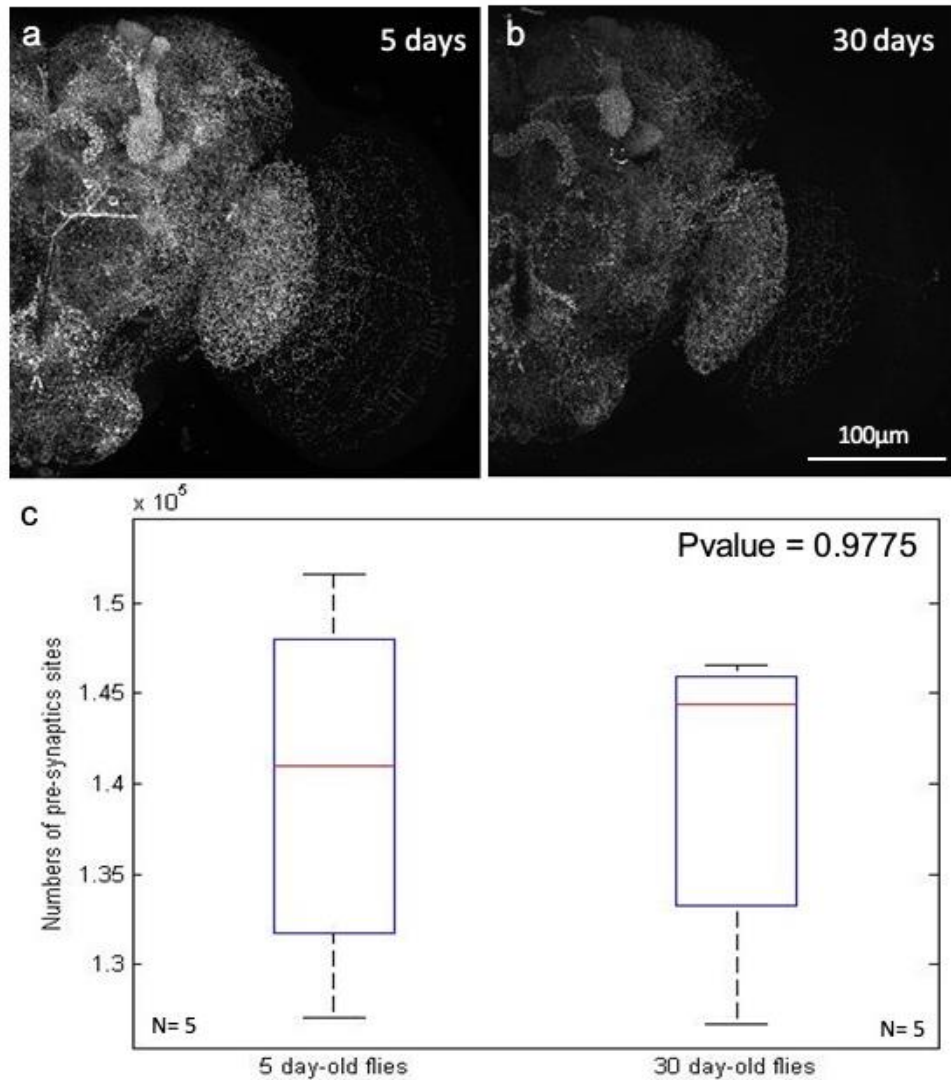 a
5 days
b
30 days
100µm
c
x 10⁵
Pvalue = 0.9775
Numbers of pre-synaptics sites
1.5
1.45
1.4
1.35
1.3
N= 5
N= 5
5 day-old flies
30 day-old flies